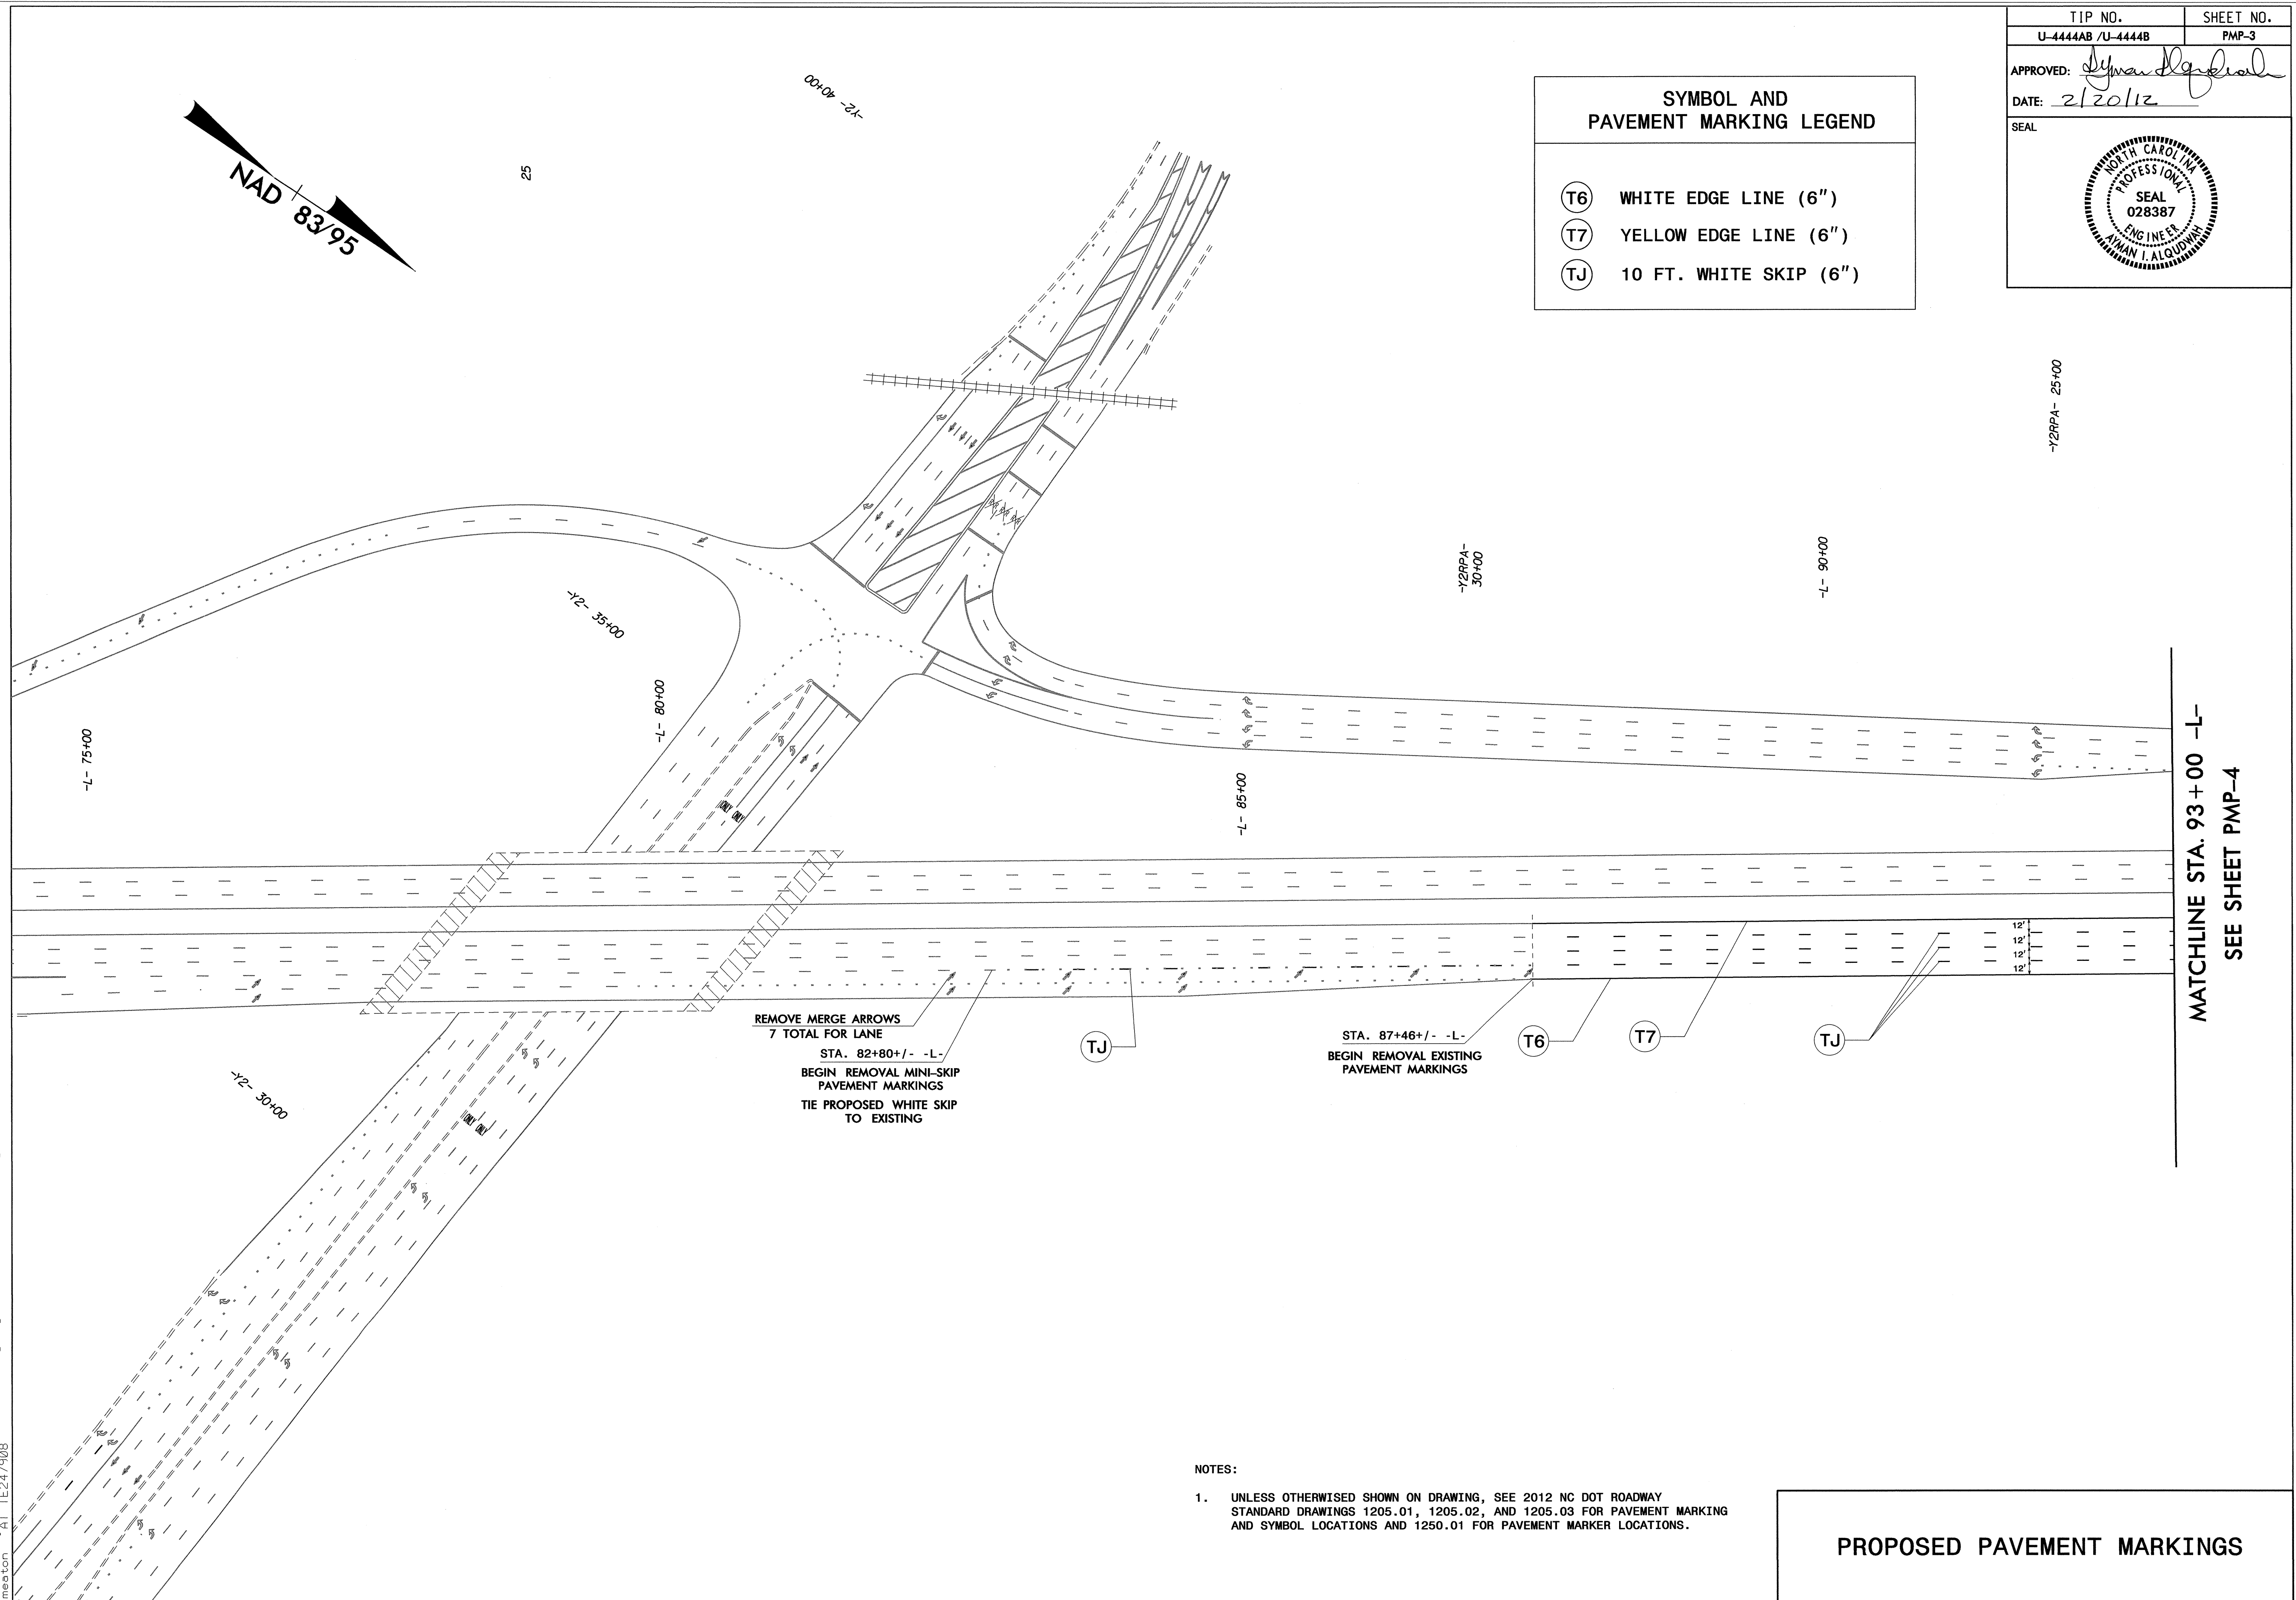 TIP NO. SHEET NO.
U-4444AB /U-4444B PMP-3
APPROVED:
DATE: 2/20/12
SEAL
NORTH CAROLINA
PROFESSIONAL
SEAL
028387
ENGINEER
AYMAN I. ALQUDWAH
SYMBOL AND
PAVEMENT MARKING LEGEND
T6 WHITE EDGE LINE (6")
T7 YELLOW EDGE LINE (6")
TJ 10 FT. WHITE SKIP (6")
NAD 83/95
25
-Y2- 40+00
-Y2RPA- 25+00
-Y2RPA-
30+00
-L- 90+00
-Y2- 35+00
-L- 80+00
-L- 75+00
-L- 85+00
ONLY ONLY
MATCHLINE STA. 93+00 -L-
SEE SHEET PMP-4
12'
12'
12'
12'
REMOVE MERGE ARROWS
7 TOTAL FOR LANE
STA. 82+80+/- -L-
BEGIN REMOVAL MINI-SKIP
PAVEMENT MARKINGS
TIE PROPOSED WHITE SKIP
TO EXISTING
TJ
STA. 87+46+/- -L-
BEGIN REMOVAL EXISTING
PAVEMENT MARKINGS
T6
T7
TJ
-Y2- 30+00
ONLY ONLY
NOTES:
1. UNLESS OTHERWISED SHOWN ON DRAWING, SEE 2012 NC DOT ROADWAY
STANDARD DRAWINGS 1205.01, 1205.02, AND 1205.03 FOR PAVEMENT MARKING
AND SYMBOL LOCATIONS AND 1250.01 FOR PAVEMENT MARKER LOCATIONS.
PROPOSED PAVEMENT MARKINGS
meaton AT TE247908